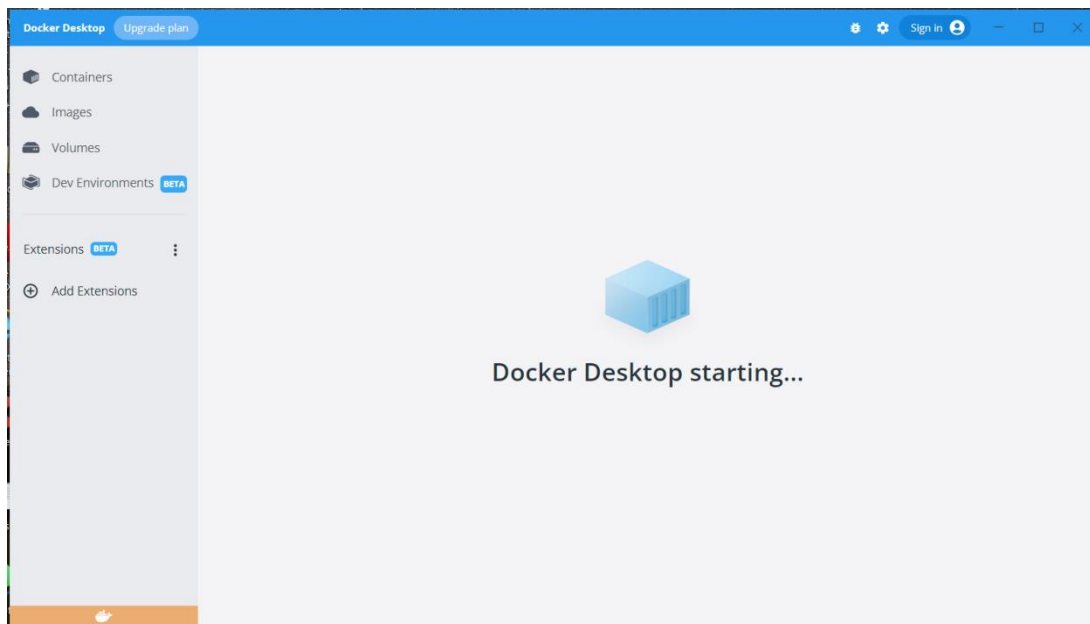 Docker Desktop Upgrade plan Sign in
Containers
Images
Volumes
Dev Environments BETA
Extensions BETA
Add Extensions
Docker Desktop starting...